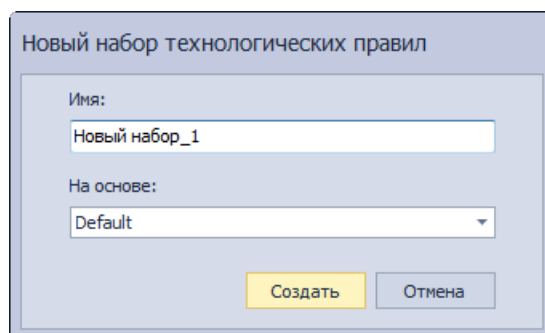 Новый набор технологических правил
Имя:
Новый набор_1
На основе:
Default
Создать Отмена